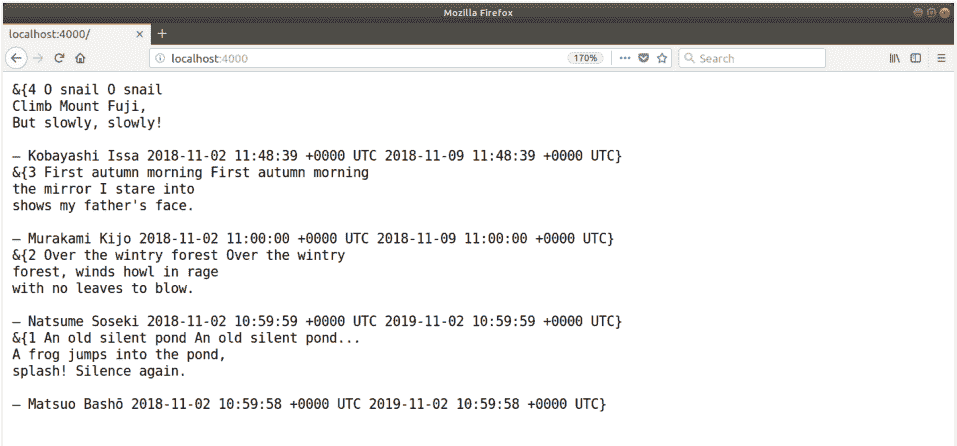 Mozilla Firefox
localhost:4000/ × +
localhost:4000 170% Search
&{4 O snail O snail
Climb Mount Fuji,
But slowly, slowly!
– Kobayashi Issa 2018-11-02 11:48:39 +0000 UTC 2018-11-09 11:48:39 +0000 UTC}
&{3 First autumn morning First autumn morning
the mirror I stare into
shows my father's face.
– Murakami Kijo 2018-11-02 11:00:00 +0000 UTC 2018-11-09 11:00:00 +0000 UTC}
&{2 Over the wintry forest Over the wintry
forest, winds howl in rage
with no leaves to blow.
– Natsume Soseki 2018-11-02 10:59:59 +0000 UTC 2019-11-02 10:59:59 +0000 UTC}
&{1 An old silent pond An old silent pond...
A frog jumps into the pond,
splash! Silence again.
– Matsuo Bashō 2018-11-02 10:59:58 +0000 UTC 2019-11-02 10:59:58 +0000 UTC}